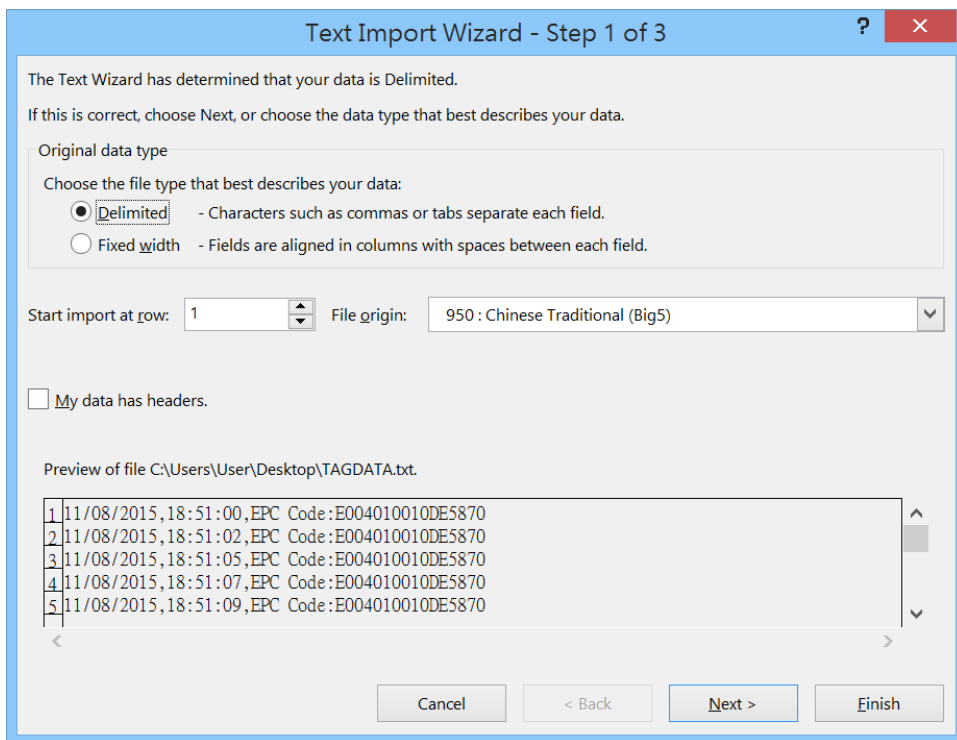 Text Import Wizard - Step 1 of 3
?
The Text Wizard has determined that your data is Delimited.
If this is correct, choose Next, or choose the data type that best describes your data.
Original data type
Choose the file type that best describes your data:
Delimited - Characters such as commas or tabs separate each field.
Fixed width - Fields are aligned in columns with spaces between each field.
Start import at row: 1 File origin: 950 : Chinese Traditional (Big5)
My data has headers.
Preview of file C:\Users\User\Desktop\TAGDATA.txt.
1 11/08/2015,18:51:00,EPC Code:E004010010DE5870
2 11/08/2015,18:51:02,EPC Code:E004010010DE5870
3 11/08/2015,18:51:05,EPC Code:E004010010DE5870
4 11/08/2015,18:51:07,EPC Code:E004010010DE5870
5 11/08/2015,18:51:09,EPC Code:E004010010DE5870
Cancel < Back Next > Finish